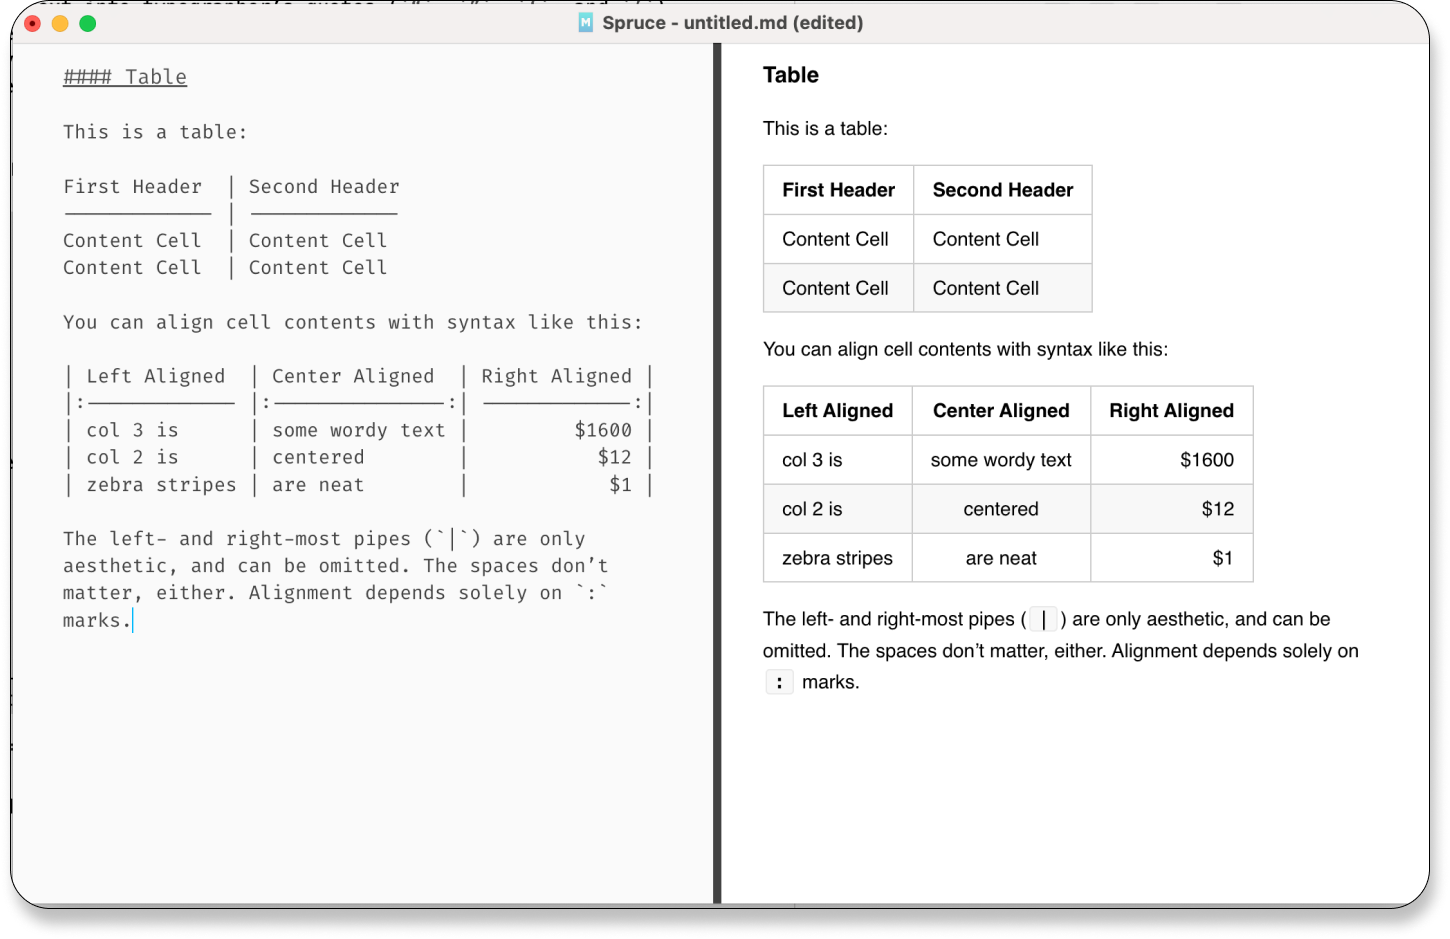 out into typographer's quotes
Spruce - untitled.md (edited)
#### Table
This is a table:
First Header  | Second Header
------------- | -------------
Content Cell  | Content Cell
Content Cell  | Content Cell
You can align cell contents with syntax like this:
| Left Aligned  | Center Aligned  | Right Aligned |
|:------------- |:---------------:| -------------:|
| col 3 is      | some wordy text |         $1600 |
| col 2 is      | centered        |           $12 |
| zebra stripes | are neat        |            $1 |
The left- and right-most pipes (`|`) are only
aesthetic, and can be omitted. The spaces don’t
matter, either. Alignment depends solely on `:`
marks.
Table
This is a table:
First Header Second Header
Content Cell Content Cell
Content Cell Content Cell
You can align cell contents with syntax like this:
Left Aligned Center Aligned Right Aligned
col 3 is some wordy text $1600
col 2 is centered $12
zebra stripes are neat $1
The left- and right-most pipes ( | ) are only aesthetic, and can be
omitted. The spaces don’t matter, either. Alignment depends solely on
: marks.